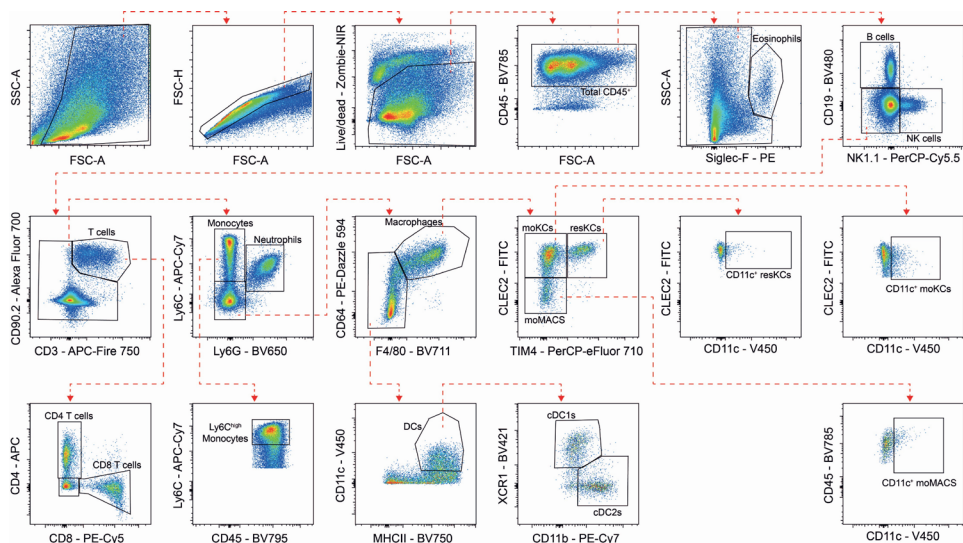 SSC-A
FSC-A
FSC-H
FSC-A
Live/dead - Zombie-NIR
FSC-A
CD45 - BV785
Total CD45⁺
FSC-A
SSC-A
Eosinophils
Siglec-F - PE
CD19 - BV480
B cells
NK cells
NK1.1 - PerCP-Cy5.5
CD90.2 - Alexa Fluor 700
T cells
CD3 - APC-Fire 750
Monocytes
Neutrophils
Ly6C - APC-Cy7
Ly6G - BV650
Macrophages
CD64 - PE-Dazzle 594
F4/80 - BV711
moKCs
resKCs
CLEC2 - FITC
moMACS
TIM4 - PerCP-eFluor 710
CLEC2 - FITC
CD11c⁺ resKCs
CD11c - V450
CLEC2 - FITC
CD11c⁺ moKCs
CD11c - V450
CD4 T cells
CD8 T cells
CD4 - APC
CD8 - PE-Cy5
Ly6C - APC-Cy7
Ly6Chigh
Monocytes
CD45 - BV795
CD11c - V450
DCs
MHCII - BV750
XCR1 - BV421
cDC1s
cDC2s
CD11b - PE-Cy7
CD45 - BV785
CD11c⁺ moMACS
CD11c - V450